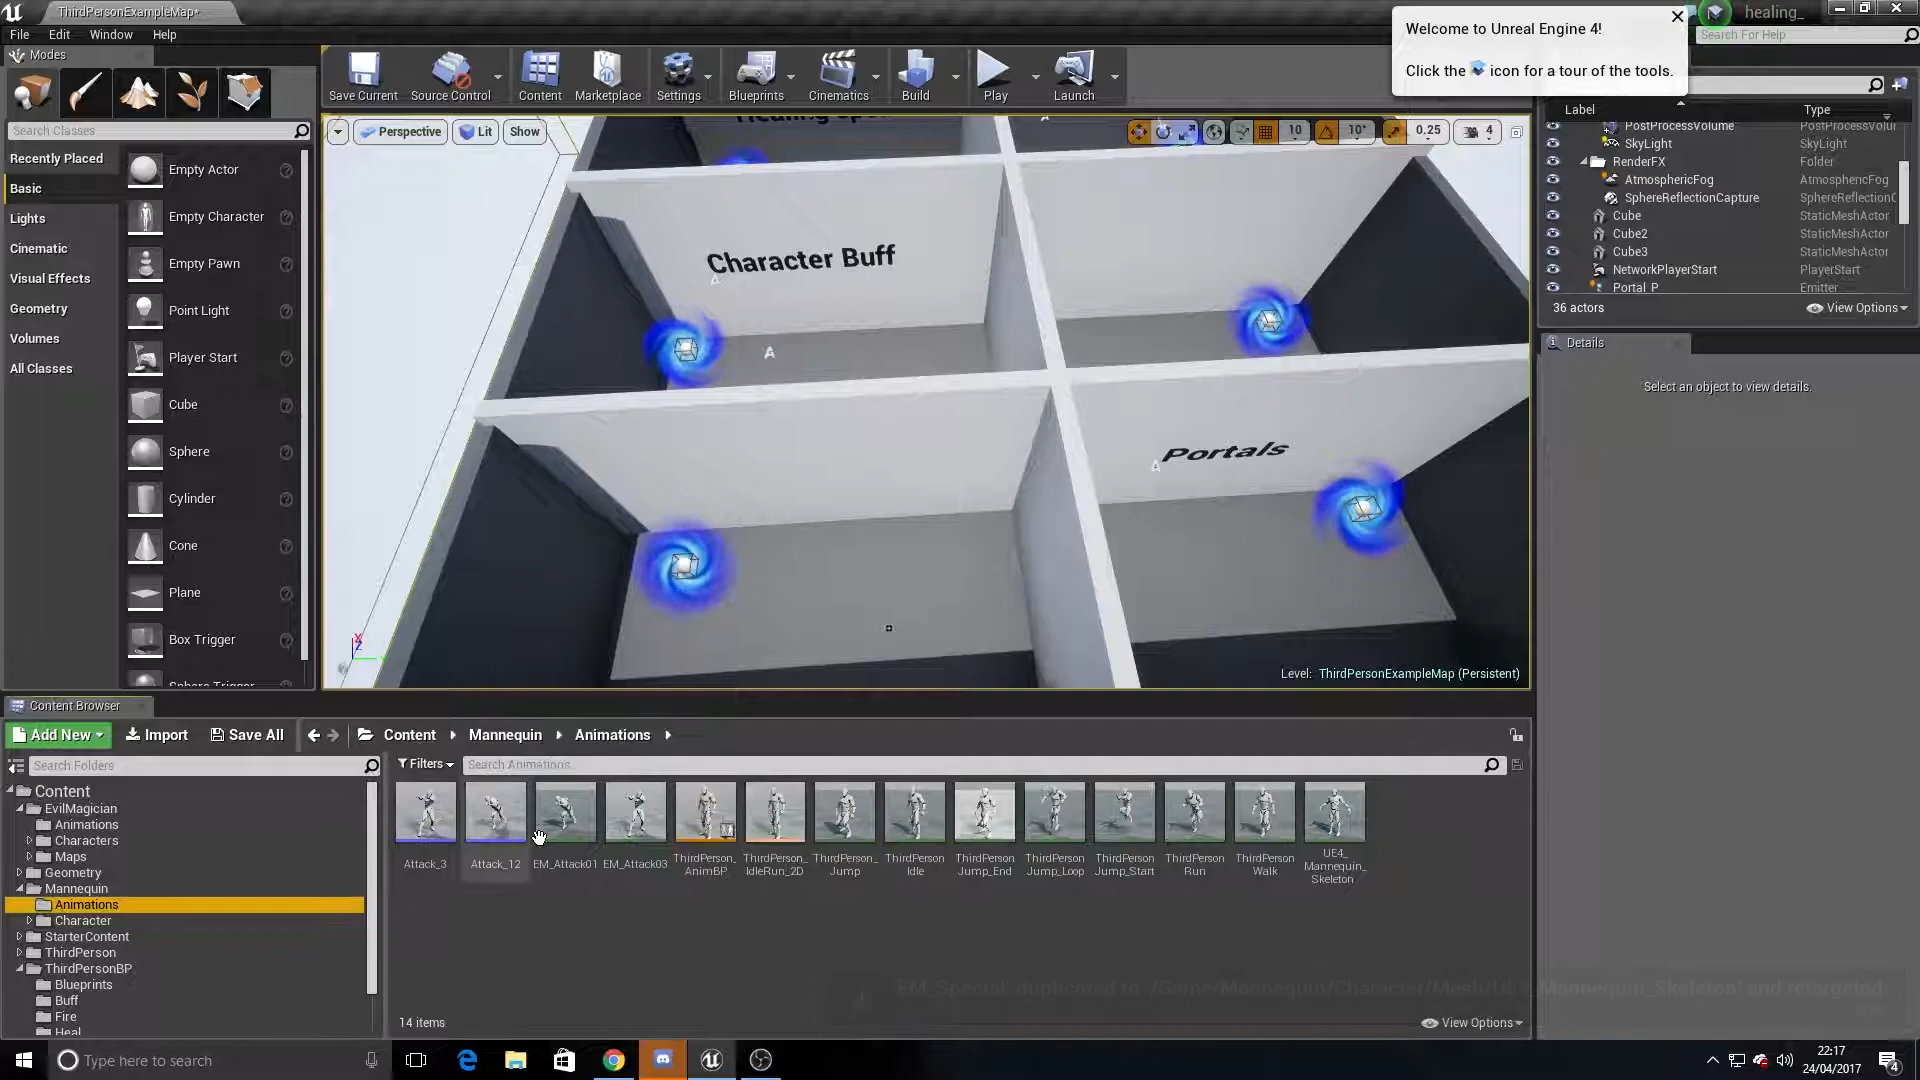 ThirdPersonExampleMap*
healing_
File Edit Window Help
Search For Help
Welcome to Unreal Engine 4!
Click the icon for a tour of the tools.
Modes
Save Current Source Control Content Marketplace Settings Blueprints Cinematics Build Play Launch
Search Classes
Recently Placed
Basic
Lights
Cinematic
Visual Effects
Geometry
Volumes
All Classes
Empty Actor
Empty Character
Empty Pawn
Point Light
Player Start
Cube
Sphere
Cylinder
Cone
Plane
Box Trigger
Sphere Trigger
Perspective Lit Show
10 10° 0.25 4
Character Buff
Portals
Level: ThirdPersonExampleMap (Persistent)
Label Type
PostProcessVolume PostProcessVolur
SkyLight SkyLight
RenderFX Folder
AtmosphericFog AtmosphericFog
SphereReflectionCapture SphereReflectionC
Cube StaticMeshActor
Cube2 StaticMeshActor
Cube3 StaticMeshActor
NetworkPlayerStart PlayerStart
Portal_P Emitter
36 actors View Options
Details
Select an object to view details.
Content Browser
Add New Import Save All Content Mannequin Animations
Search Folders
Filters Search Animations
Content
EvilMagician
Animations
Characters
Maps
Geometry
Mannequin
Animations
Character
StarterContent
ThirdPerson
ThirdPersonBP
Blueprints
Buff
Fire
Heal
Attack_3
Attack_12
EM_Attack01
EM_Attack03
ThirdPerson_
AnimBP
ThirdPerson_
IdleRun_2D
ThirdPerson_
Jump
ThirdPerson
Idle
ThirdPerson
Jump_End
ThirdPerson
Jump_Loop
ThirdPerson
Jump_Start
ThirdPerson
Run
ThirdPerson
Walk
UE4_
Mannequin_
Skeleton
14 items View Options
Type here to search
22:17
24/04/2017
4